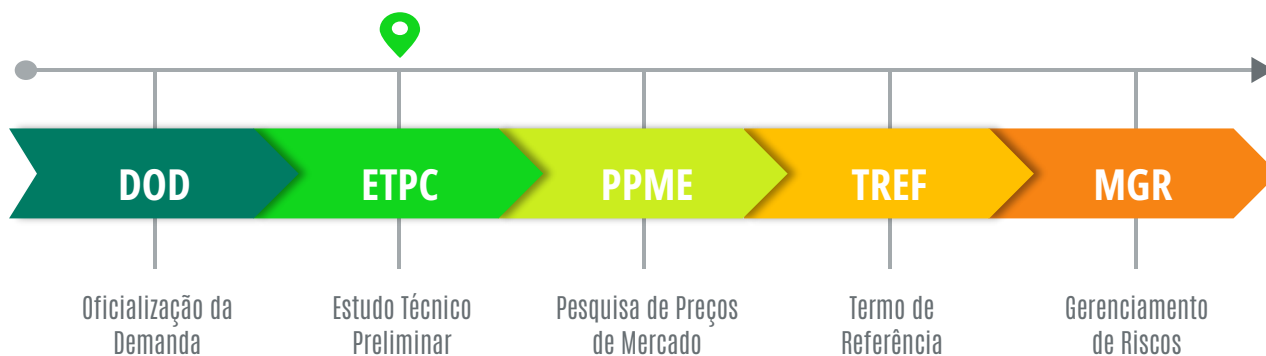 DOD
ETPC
PPME
TREF
MGR
Oficialização da
Demanda
Estudo Técnico
Preliminar
Pesquisa de Preços
de Mercado
Termo de
Referência
Gerenciamento
de Riscos